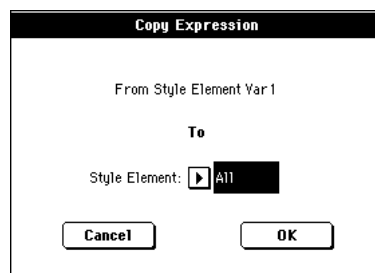 Copy Expression
From Style Element Var1
To
Style Element: All
Cancel OK